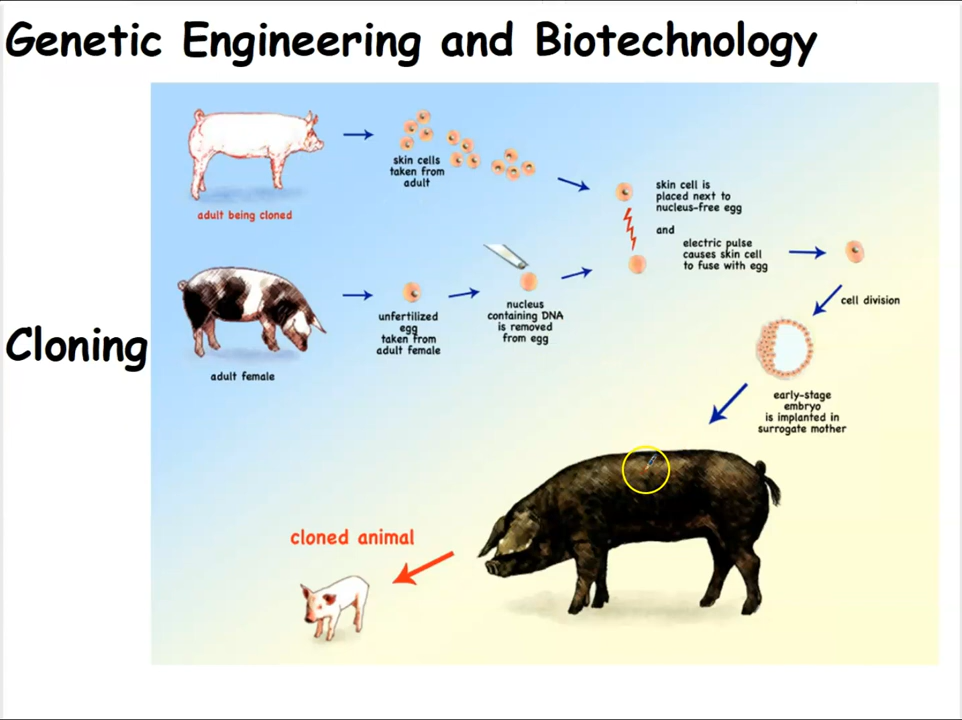 Genetic Engineering and Biotechnology
skin cells
taken from
adult
adult being cloned
skin cell is
placed next to
nucleus-free egg
and
electric pulse
causes skin cell
to fuse with egg
unfertilized
egg
taken from
adult female
nucleus
containing DNA
is removed
from egg
cell division
Cloning
adult female
early-stage
embryo
is implanted in
surrogate mother
cloned animal